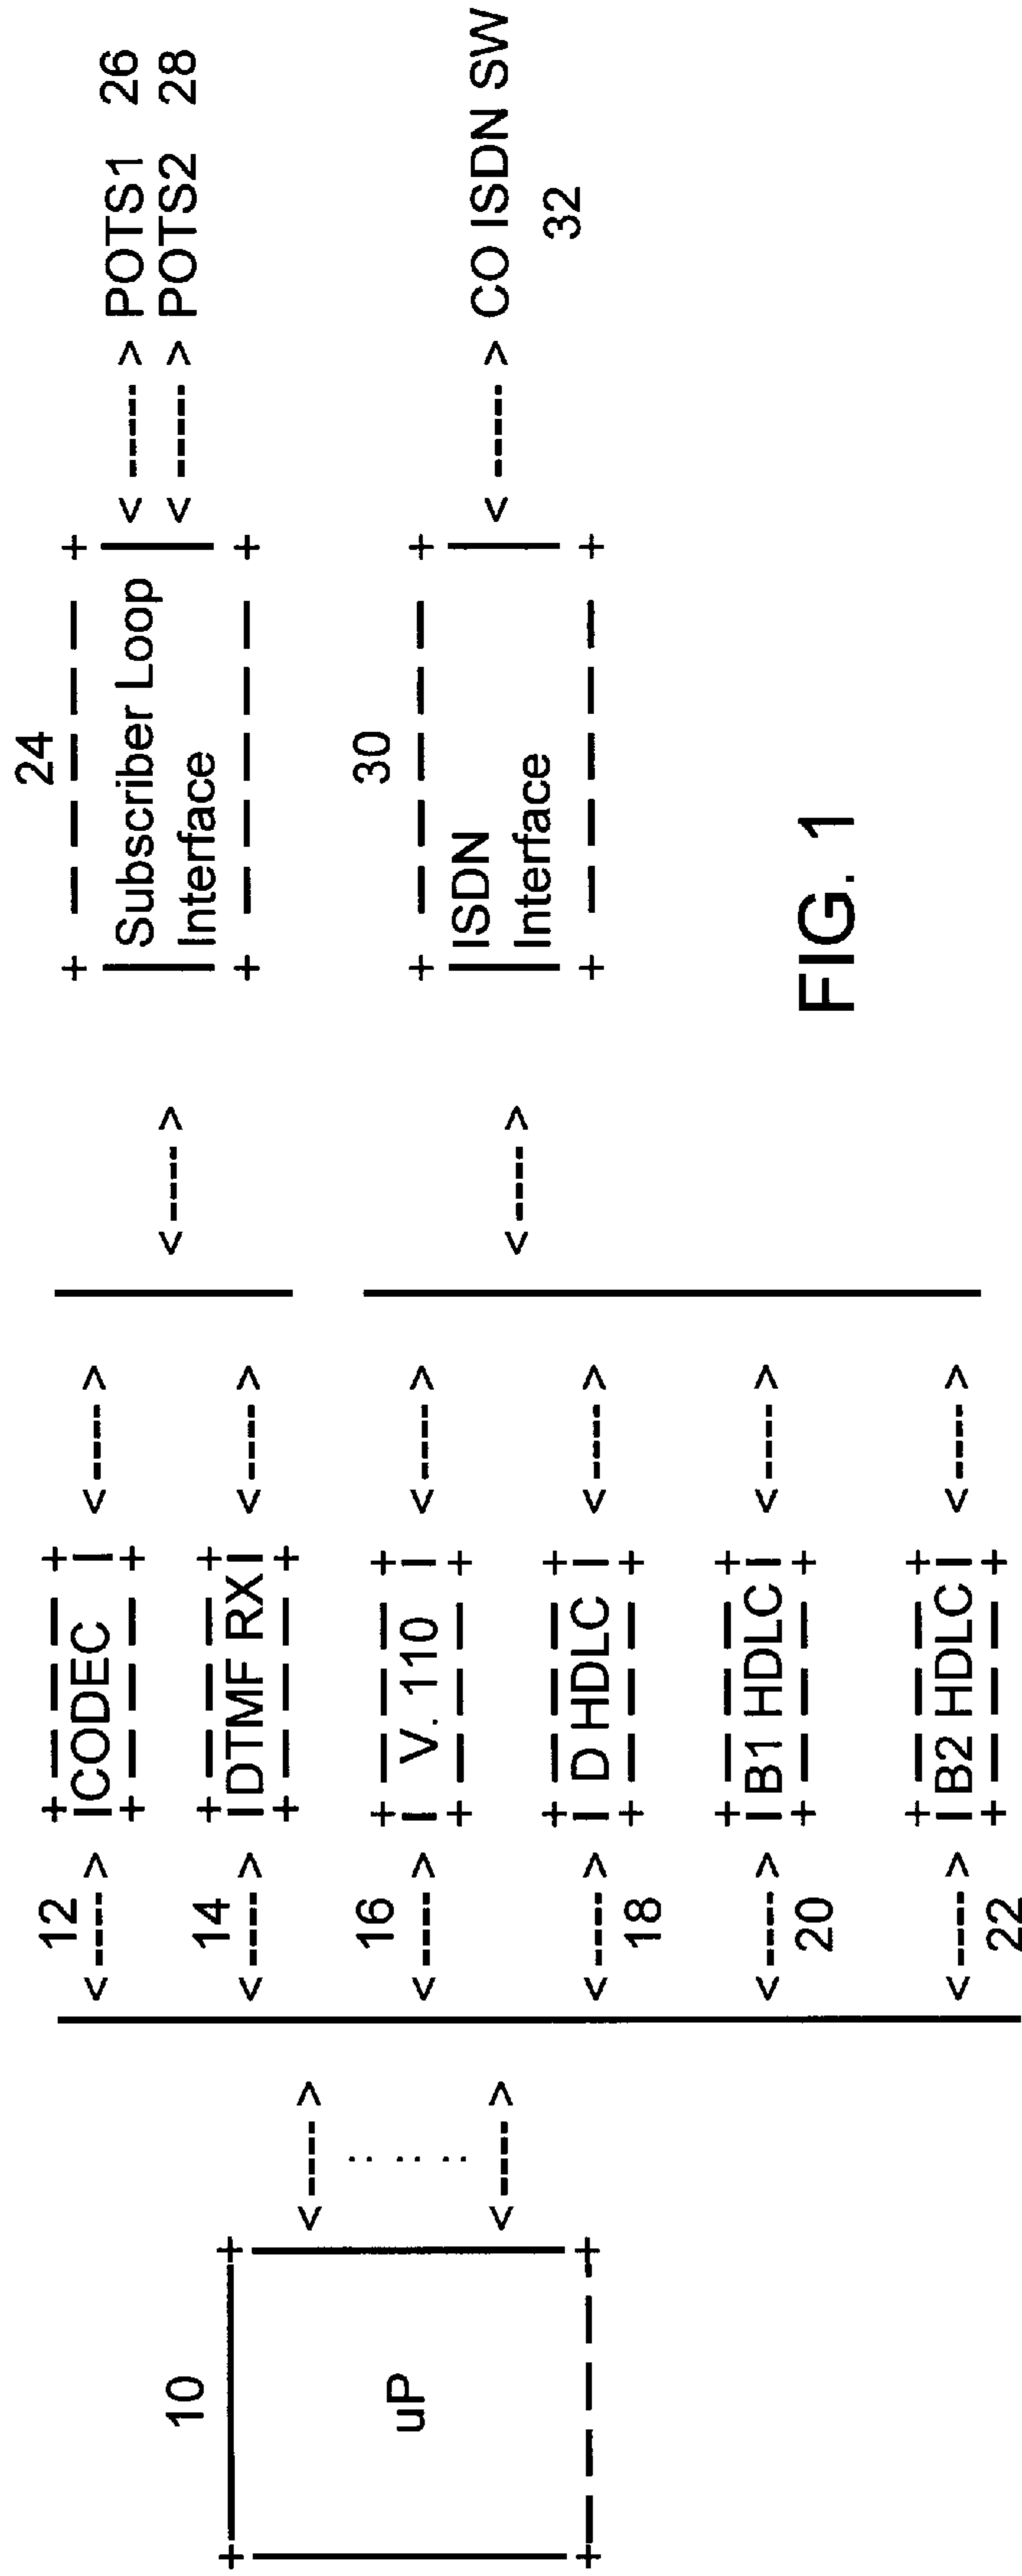 10
uP
12
CODEC
14
DTMF RX
16
V. 110
D HDLC
18
B1 HDLC
20
B2 HDLC
22
24
Subscriber Loop
Interface
POTS1 26
POTS2 28
30
ISDN
Interface
CO ISDN SW
32
FIG. 1